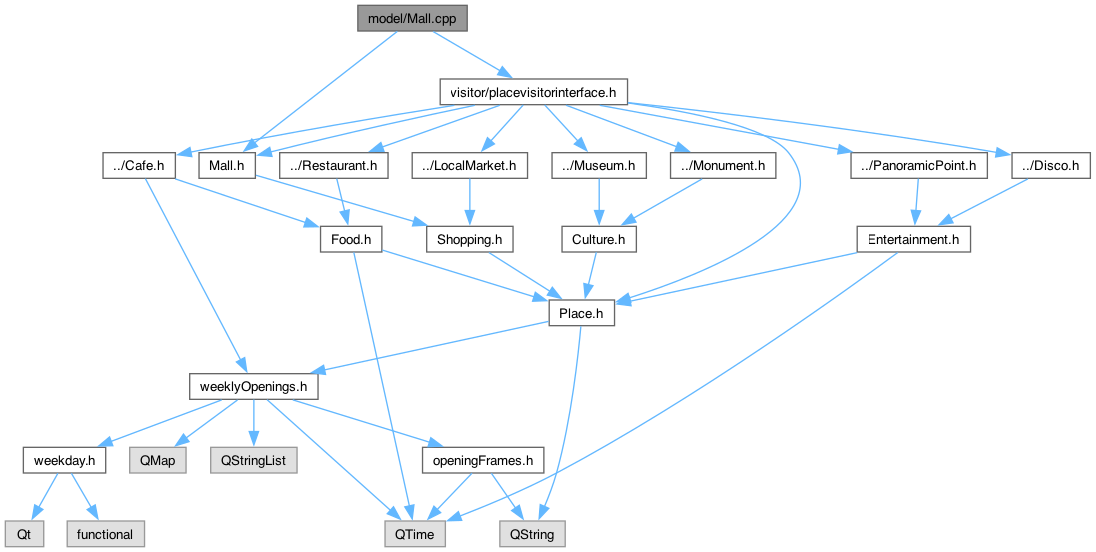 model/Mall.cpp
visitor/placevisitorinterface.h
../Cafe.h
Mall.h
../Restaurant.h
../LocalMarket.h
../Museum.h
../Monument.h
../PanoramicPoint.h
../Disco.h
Food.h
Shopping.h
Culture.h
Entertainment.h
Place.h
weeklyOpenings.h
weekday.h
QMap
QStringList
openingFrames.h
Qt
functional
QTime
QString